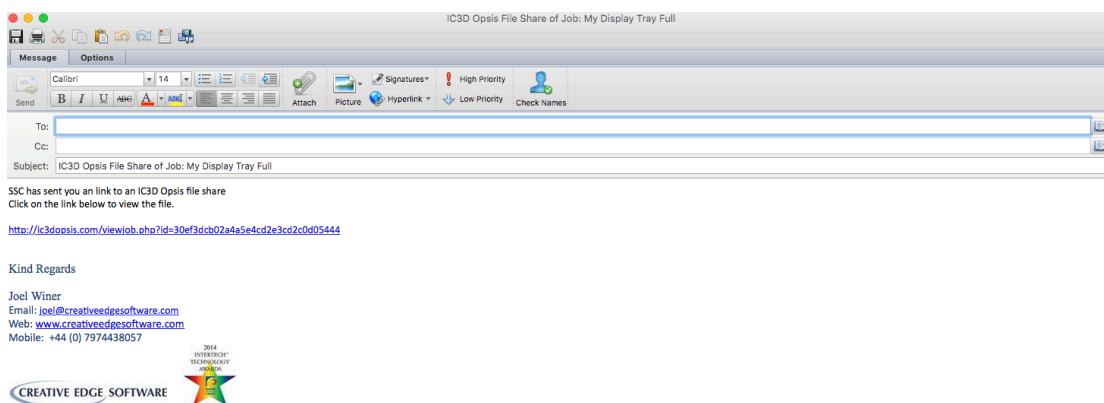 IC3D Opsis File Share of Job: My Display Tray Full
Message Options
Calibri 14 Signatures High Priority
Send B I U ABC A ABC Attach Picture Hyperlink Low Priority Check Names
To:
Cc:
Subject: IC3D Opsis File Share of Job: My Display Tray Full
SSC has sent you an link to an IC3D Opsis file share
Click on the link below to view the file.
http://ic3dopsis.com/viewjob.php?id=30ef3dcb02a4a5e4cd2e3cd2c0d05444
Kind Regards
Joel Winer
Email: joel@creativeedgesoftware.com
Web: www.creativeedgesoftware.com
Mobile: +44 (0) 7974438057
2014
INTERTECH™
TECHNOLOGY
AWARDS
CREATIVE EDGE SOFTWARE